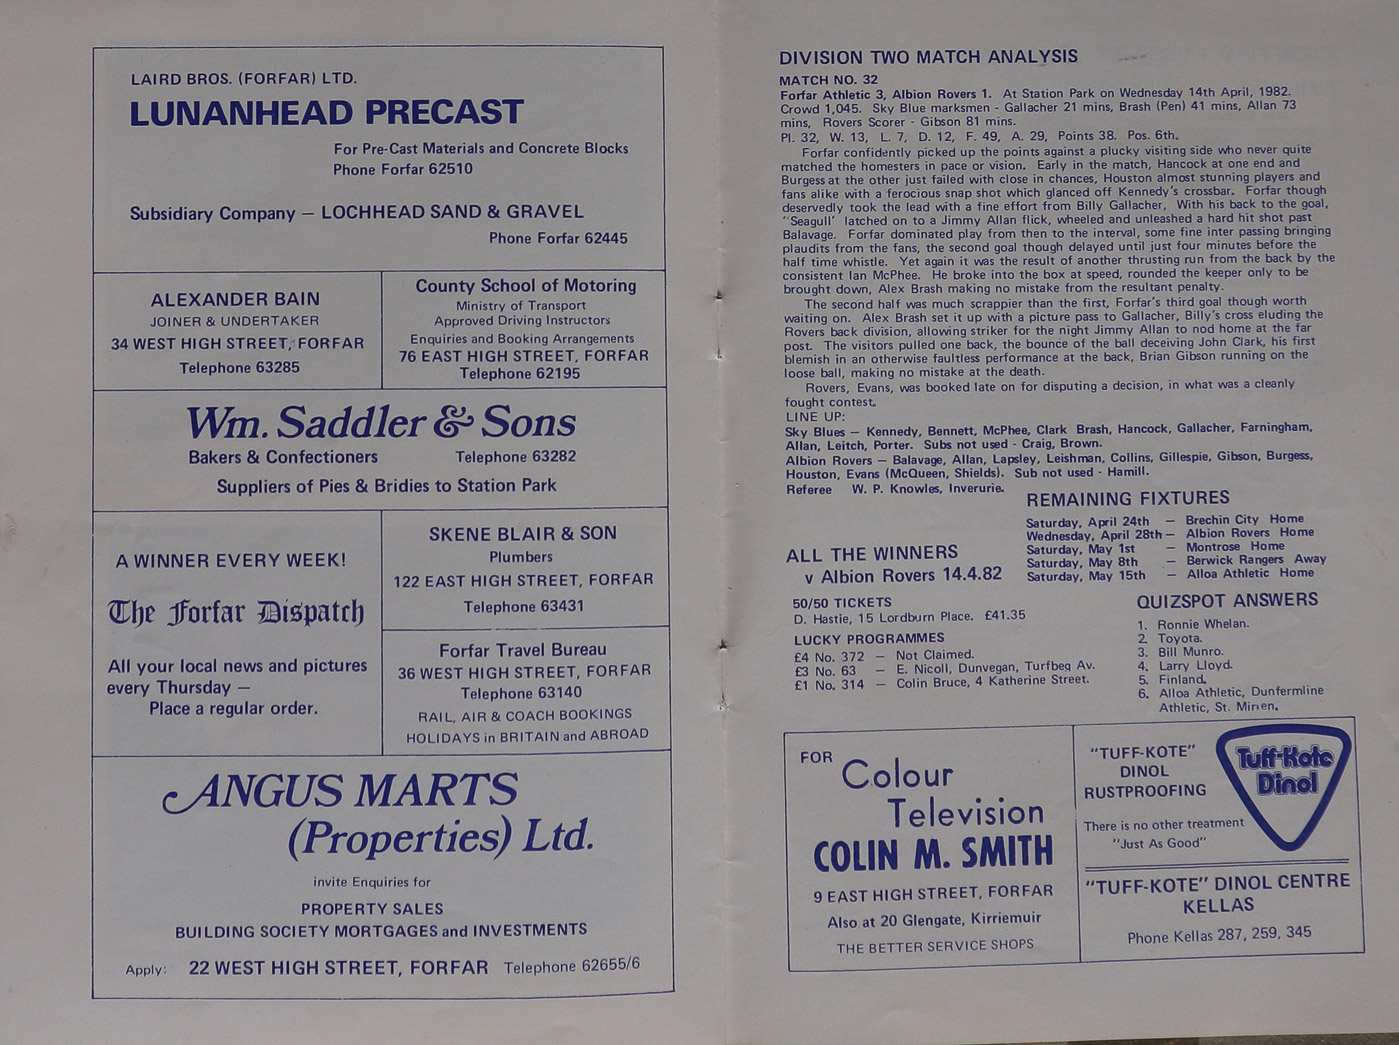 LAIRD BROS. (FORFAR) LTD.
LUNANHEAD PRECAST
For Pre-Cast Materials and Concrete Blocks
Phone Forfar 62510
Subsidiary Company — LOCHHEAD SAND & GRAVEL
Phone Forfar 62445
ALEXANDER BAIN
JOINER & UNDERTAKER
34 WEST HIGH STREET, FORFAR
Telephone 63285
County School of Motoring
Ministry of Transport
Approved Driving Instructors
Enquiries and Booking Arrangements
76 EAST HIGH STREET, FORFAR
Telephone 62195
Wm. Saddler & Sons
Bakers & Confectioners Telephone 63282
Suppliers of Pies & Bridies to Station Park
A WINNER EVERY WEEK!
The Forfar Dispatch
All your local news and pictures
every Thursday —
Place a regular order.
SKENE BLAIR & SON
Plumbers
122 EAST HIGH STREET, FORFAR
Telephone 63431
Forfar Travel Bureau
36 WEST HIGH STREET, FORFAR
Telephone 63140
RAIL, AIR & COACH BOOKINGS
HOLIDAYS in BRITAIN and ABROAD
ANGUS MARTS
(Properties) Ltd.
invite Enquiries for
PROPERTY SALES
BUILDING SOCIETY MORTGAGES and INVESTMENTS
Apply: 22 WEST HIGH STREET, FORFAR Telephone 62655/6
DIVISION TWO MATCH ANALYSIS
MATCH NO. 32
Forfar Athletic 3, Albion Rovers 1. At Station Park on Wednesday 14th April, 1982.
Crowd 1,045. Sky Blue marksmen - Gallacher 21 mins, Brash (Pen) 41 mins, Allan 73
mins, Rovers Scorer - Gibson 81 mins.
Pl. 32, W. 13, L. 7, D. 12, F. 49, A. 29, Points 38. Pos. 6th.
Forfar confidently picked up the points against a plucky visiting side who never quite
matched the homesters in pace or vision. Early in the match, Hancock at one end and
Burgess at the other just failed with close in chances, Houston almost stunning players and
fans alike with a ferocious snap shot which glanced off Kennedy's crossbar. Forfar though
deservedly took the lead with a fine effort from Billy Gallacher, With his back to the goal,
"Seagull' latched on to a Jimmy Allan flick, wheeled and unleashed a hard hit shot past
Balavage. Forfar dominated play from then to the interval, some fine inter passing bringing
plaudits from the fans, the second goal though delayed until just four minutes before the
half time whistle. Yet again it was the result of another thrusting run from the back by the
consistent Ian McPhee. He broke into the box at speed, rounded the keeper only to be
brought down, Alex Brash making no mistake from the resultant penalty.
The second half was much scrappier than the first, Forfar's third goal though worth
waiting on. Alex Brash set it up with a picture pass to Gallacher, Billy's cross eluding the
Rovers back division, allowing striker for the night Jimmy Allan to nod home at the far
post. The visitors pulled one back, the bounce of the ball deceiving John Clark, his first
blemish in an otherwise faultless performance at the back, Brian Gibson running on the
loose ball, making no mistake at the death.
Rovers, Evans, was booked late on for disputing a decision, in what was a cleanly
fought contest.
LINE UP:
Sky Blues — Kennedy, Bennett, McPhee, Clark Brash, Hancock, Gallacher, Farningham,
Allan, Leitch, Porter. Subs not used - Craig, Brown.
Albion Rovers — Balavage, Allan, Lapsley, Leishman, Collins, Gillespie, Gibson, Burgess,
Houston, Evans (McQueen, Shields). Sub not used - Hamill.
Referee W. P. Knowles, Inverurie.
REMAINING FIXTURES
Saturday, April 24th — Brechin City Home
Wednesday, April 28th — Albion Rovers Home
Saturday, May 1st — Montrose Home
Saturday, May 8th — Berwick Rangers Away
Saturday, May 15th — Alloa Athletic Home
ALL THE WINNERS
v Albion Rovers 14.4.82
50/50 TICKETS
D. Hastie, 15 Lordburn Place. £41.35
LUCKY PROGRAMMES
£4 No. 372 — Not Claimed.
£3 No. 63 — E. Nicoll, Dunvegan, Turfbeg Av.
£1 No. 314 — Colin Bruce, 4 Katherine Street.
QUIZSPOT ANSWERS
1. Ronnie Whelan.
2. Toyota.
3. Bill Munro.
4. Larry Lloyd.
5. Finland.
6. Alloa Athletic, Dunfermline
Athletic, St. Mirren.
FOR
Colour
Television
COLIN M. SMITH
9 EAST HIGH STREET, FORFAR
Also at 20 Glengate, Kirriemuir
THE BETTER SERVICE SHOPS
"TUFF-KOTE"
DINOL
RUSTPROOFING
There is no other treatment
"Just As Good"
Tuff-Kote
Dinol
"TUFF-KOTE" DINOL CENTRE
KELLAS
Phone Kellas 287, 259, 345